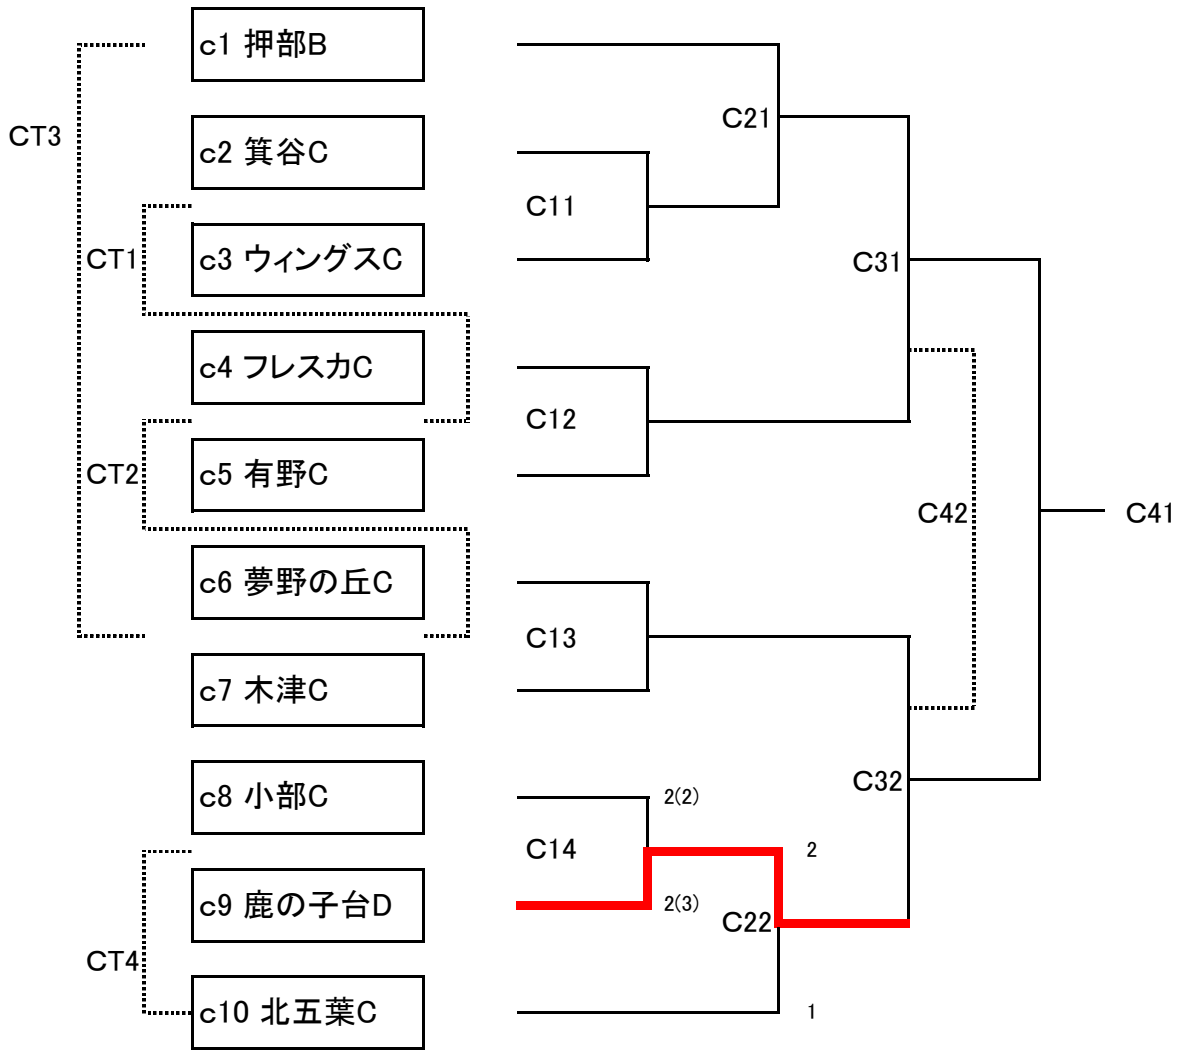 c1 押部B
C21
CT3
c2 箕谷C
C11
CT1
c3 ウィングスC
C31
c4 フレスカC
C12
CT2
c5 有野C
C42
C41
c6 夢野の丘C
C13
c7 木津C
C32
c8 小部C
2(2)
C14
2
c9 鹿の子台D
2(3)
C22
CT4
c10 北五葉C
1